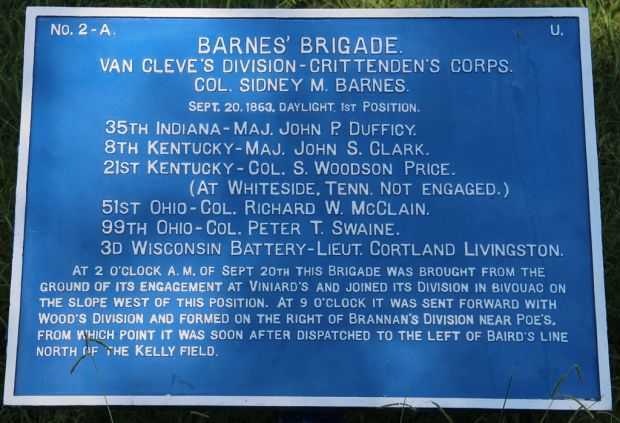 No. 2-A. U.
BARNES' BRIGADE.
VAN CLEVE'S DIVISION-CRITTENDEN'S CORPS.
COL. SIDNEY M. BARNES.
SEPT. 20. 1863, DAYLIGHT, 1ST POSITION.
35TH INDIANA-MAJ. JOHN P. DUFFICY.
8TH KENTUCKY-MAJ. JOHN S. CLARK.
21ST KENTUCKY-COL. S. WOODSON PRICE.
(AT WHITESIDE, TENN. NOT ENGAGED.)
51ST OHIO-COL. RICHARD W. MCCLAIN.
99TH OHIO-COL. PETER T. SWAINE.
3D WISCONSIN BATTERY-LIEUT. CORTLAND LIVINGSTON.
AT 2 O'CLOCK A.M. OF SEPT 20TH THIS BRIGADE WAS BROUGHT FROM THE
GROUND OF ITS ENGAGEMENT AT VINIARD'S AND JOINED ITS DIVISION IN BIVOUAC ON
THE SLOPE WEST OF THIS POSITION. AT 9 O'CLOCK IT WAS SENT FORWARD WITH
WOOD'S DIVISION AND FORMED ON THE RIGHT OF BRANNAN'S DIVISION NEAR POE'S,
FROM WHICH POINT IT WAS SOON AFTER DISPATCHED TO THE LEFT OF BAIRD'S LINE
NORTH OF THE KELLY FIELD.